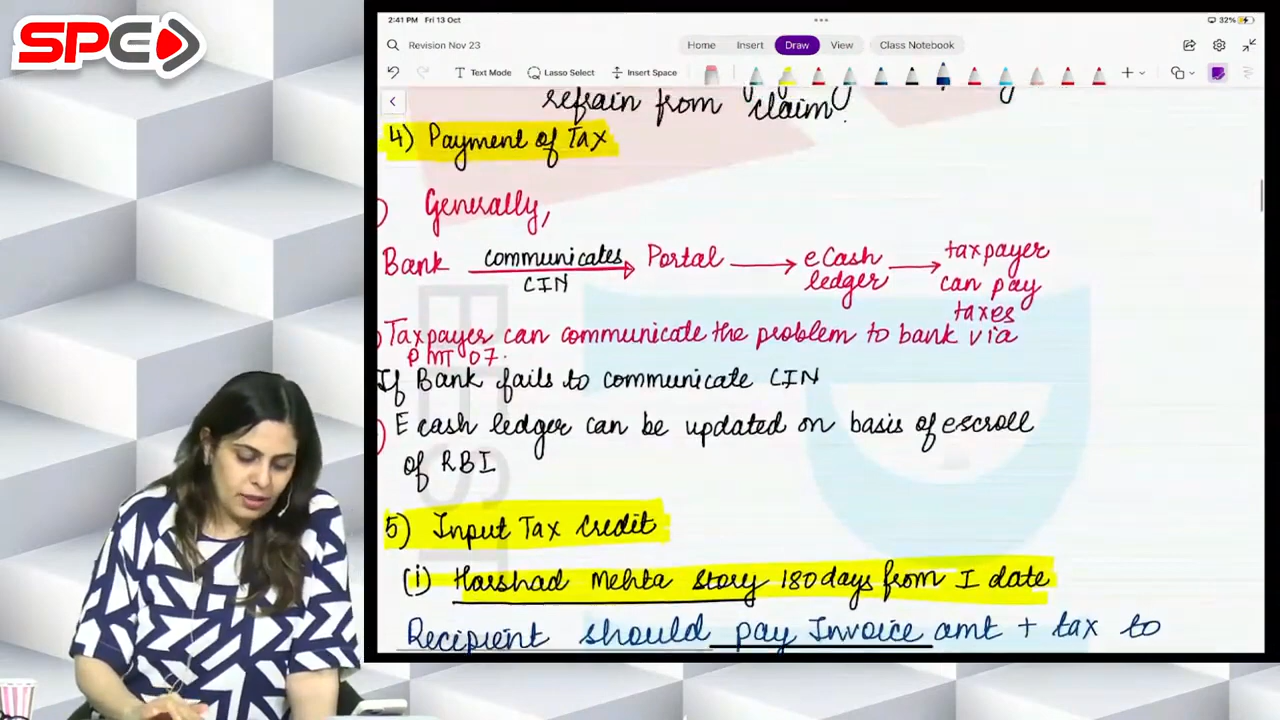 SPED
2:41 PM Fri 13 Oct
32%
Revision Nov 23
Home Insert Draw View Class Notebook
Text Mode Lasso Select Insert Space
refrain from claim.
4) Payment of Tax
Generally,
Bank communicates CIN Portal eCash ledger taxpayer can pay taxes
Taxpayer can communicate the problem to bank via
PMT 07.
If Bank fails to communicate CIN
E cash ledger can be updated on basis of escroll
of RBI
5) Input Tax Credit
(i) Harshad Mehta story 180 days from I date
Recipient should pay Invoice amt + tax to